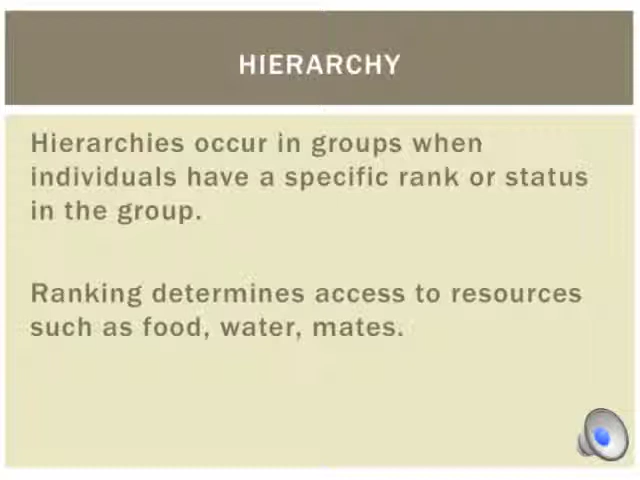 HIERARCHY
Hierarchies occur in groups when
individuals have a specific rank or status
in the group.
Ranking determines access to resources
such as food, water, mates.